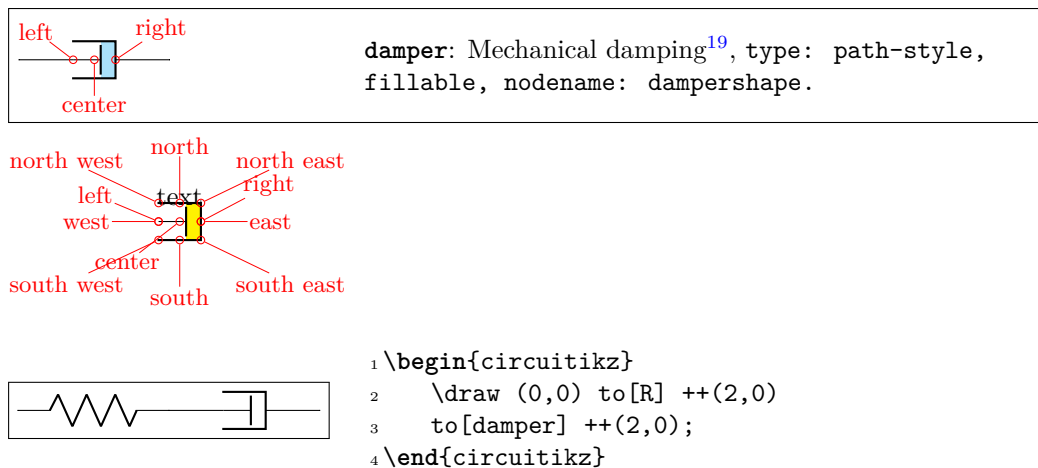 left
right
center
damper: Mechanical damping19, type: path-style,
fillable, nodename: dampershape.
north west
north
north east
left
text
right
west
east
center
south west
south
south east
1 \begin{circuitikz}
2 \draw (0,0) to[R] ++(2,0)
3 to[damper] ++(2,0);
4 \end{circuitikz}